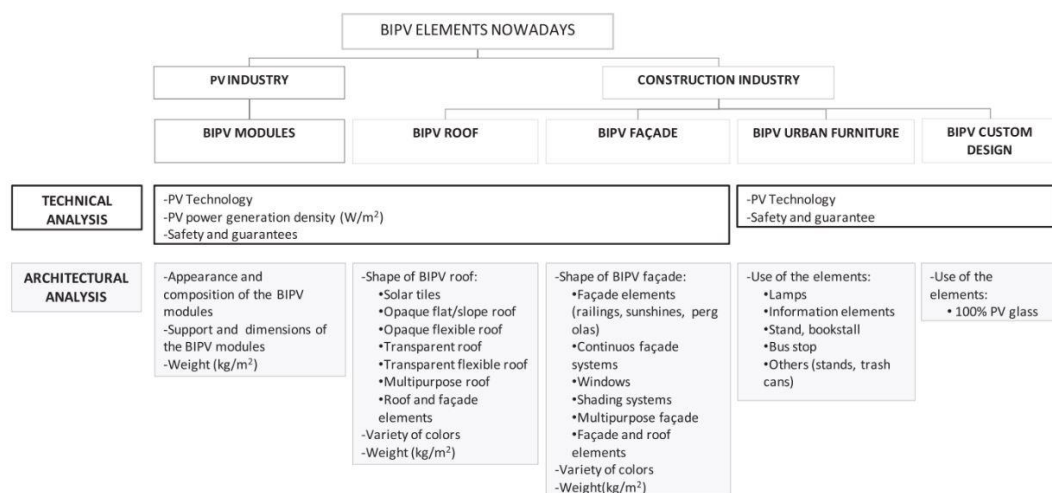 BIPV ELEMENTS NOWADAYS
PV INDUSTRY
CONSTRUCTION INDUSTRY
BIPV MODULES
BIPV ROOF
BIPV FAÇADE
BIPV URBAN FURNITURE
BIPV CUSTOM
DESIGN
TECHNICAL
ANALYSIS
-PV Technology
-PV power generation density (W/m²)
-Safety and guarantees
-PV Technology
-Safety and guarantee
ARCHITECTURAL
ANALYSIS
-Appearance and
composition of the BIPV
modules
-Support and dimensions of
the BIPV modules
-Weight (kg/m²)
-Shape of BIPV roof:
•Solar tiles
•Opaque flat/slope roof
•Opaque flexible roof
•Transparent roof
•Transparent flexible roof
•Multipurpose roof
•Roof and façade
elements
-Variety of colors
-Weight (kg/m²)
-Shape of BIPV façade:
•Façade elements
(railings, sunshines, perg
olas)
•Continuos façade
systems
•Windows
•Shading systems
•Multipurpose façade
•Façade and roof
elements
-Variety of colors
-Weight(kg/m²)
-Use of the elements:
•Lamps
•Information elements
•Stand, bookstall
•Bus stop
•Others (stands, trash
cans)
-Use of the
elements:
• 100% PV glass